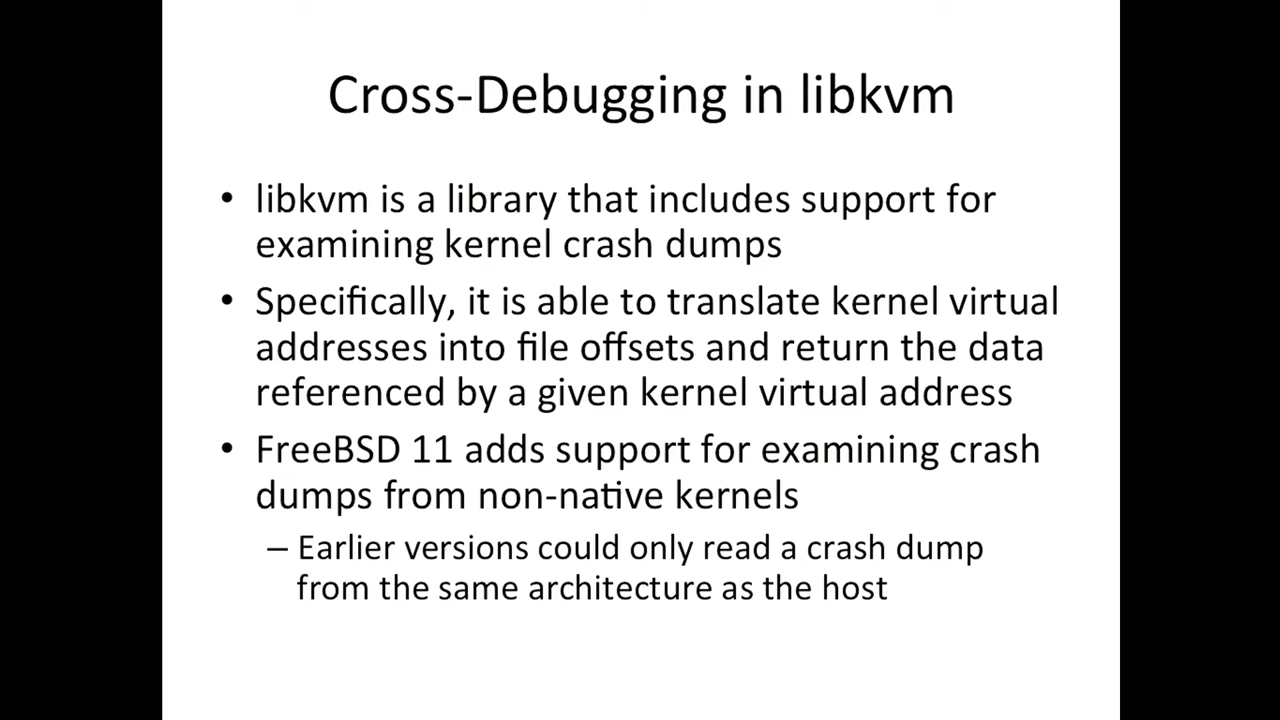 Cross-Debugging in libkvm
• libkvm is a library that includes support for
examining kernel crash dumps
• Specifically, it is able to translate kernel virtual
addresses into file offsets and return the data
referenced by a given kernel virtual address
• FreeBSD 11 adds support for examining crash
dumps from non-native kernels
– Earlier versions could only read a crash dump
from the same architecture as the host